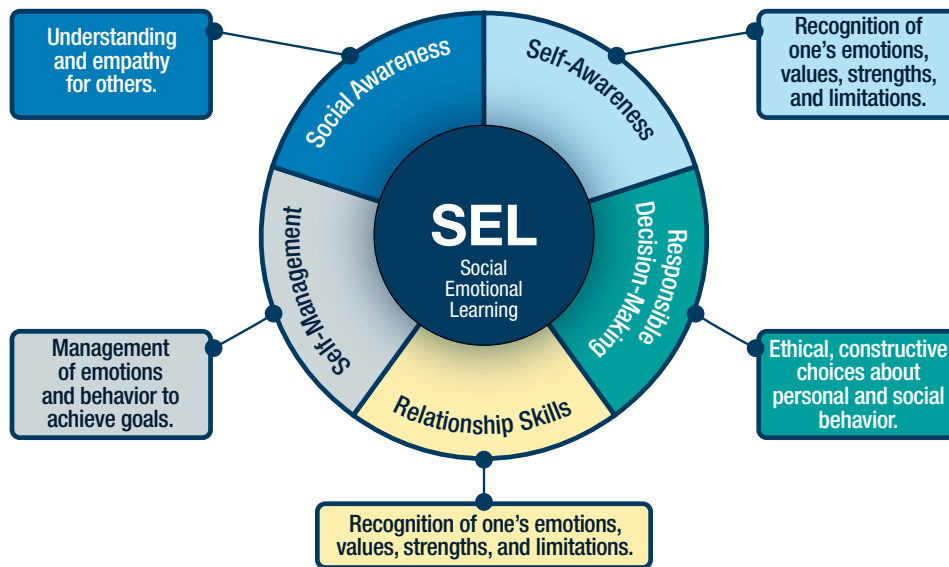 Understanding
and empathy
for others.
Social Awareness
Self-Awareness
Recognition of
one’s emotions,
values, strengths,
and limitations.
SEL
Social
Emotional
Learning
Self-Management
Responsible
Decision-Making
Management
of emotions
and behavior to
achieve goals.
Ethical, constructive
choices about
personal and social
behavior.
Relationship Skills
Recognition of one’s emotions,
values, strengths, and limitations.